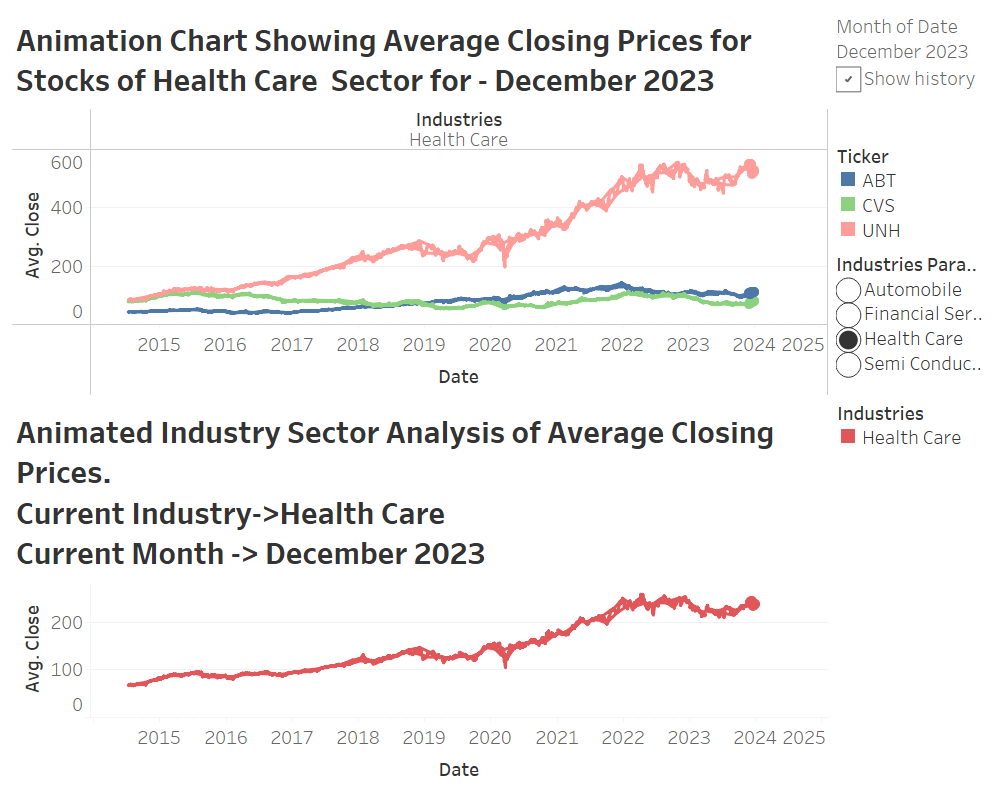 Animation Chart Showing Average Closing Prices for
Stocks of Health Care  Sector for - December 2023
Month of Date
December 2023
Show history
Industries
Health Care
600
400
200
0
Avg. Close
2015 2016 2017 2018 2019 2020 2021 2022 2023 2024 2025
Date
Ticker
ABT
CVS
UNH
Industries Para..
Automobile
Financial Ser..
Health Care
Semi Conduc..
Industries
Health Care
Animated Industry Sector Analysis of Average Closing
Prices.
Current Industry->Health Care
Current Month -> December 2023
200
100
0
Avg. Close
2015 2016 2017 2018 2019 2020 2021 2022 2023 2024 2025
Date